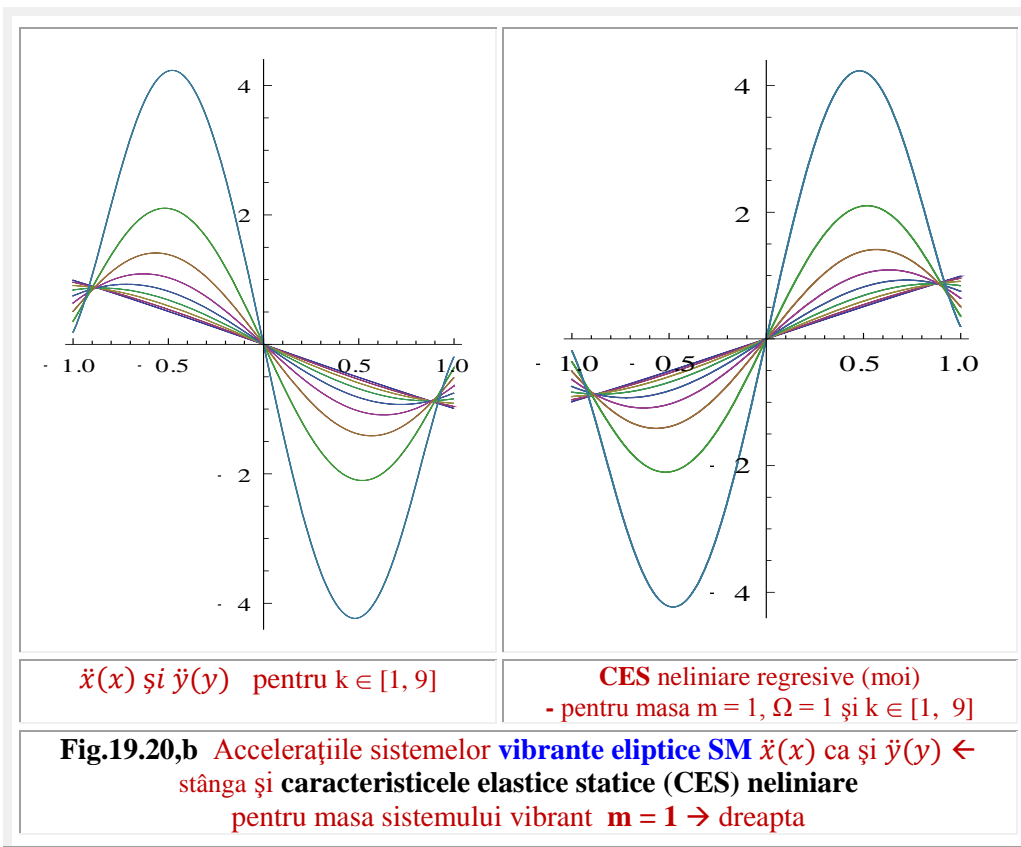 4
2
- 1.0 - 0.5 0.5 1.0
- 2
- 4
4
2
- 1.0 - 0.5 0.5 1.0
- 2
- 4
ẍ(x) şi ÿ(y) pentru k ∈ [1, 9]
CES neliniare regresive (moi)
- pentru masa m = 1, Ω = 1 şi k ∈ [1, 9]
Fig.19.20,b Acceleraţiile sistemelor vibrante eliptice SM ẍ(x) ca şi ÿ(y) ←
stânga şi caracteristicele elastice statice (CES) neliniare
pentru masa sistemului vibrant m = 1 → dreapta